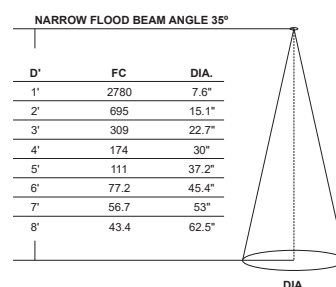 NARROW FLOOD BEAM ANGLE 35º
D' FC DIA.
1' 2780 7.6"
2' 695 15.1"
3' 309 22.7"
4' 174 30"
5' 111 37.2"
6' 77.2 45.4"
7' 56.7 53"
8' 43.4 62.5"
DIA